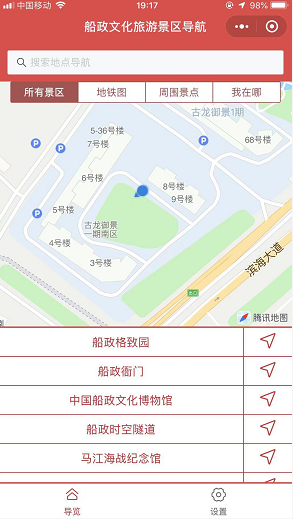 中国移动
19:17
98%
船政文化旅游景区导航
搜索地点导航
所有景区 地铁图 周围景点 我在哪
古龙御景1期
5-36号楼
68号楼
7号楼
6号楼
8号楼
9号楼
5号楼
古龙御景
一期南区
4号楼
3号楼
滨海大道
腾讯地图
船政格致园
船政衙门
中国船政文化博物馆
船政时空隧道
马江海战纪念馆
导览 设置